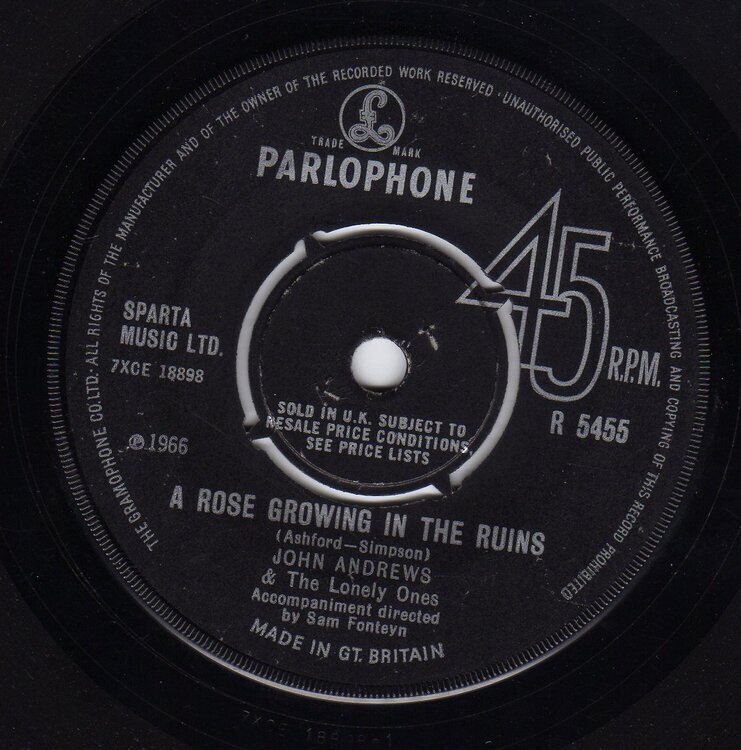 THE GRAMOPHONE CO.LTD.·ALL RIGHTS OF THE MANUFACTURER AND OF THE OWNER OF THE RECORDED WORK RESERVED·UNAUTHORISED PUBLIC PERFORMANCE BROADCASTING AND COPYING OF THIS RECORD PROHIBITED
£
TRADE MARK
PARLOPHONE
45 R.P.M.
SPARTA
MUSIC LTD.
7XCE 18898
R 5455
℗1966
SOLD IN U.K. SUBJECT TO
RESALE PRICE CONDITIONS,
SEE PRICE LISTS
A ROSE GROWING IN THE RUINS
(Ashford—Simpson)
JOHN ANDREWS
& The Lonely Ones
Accompaniment directed
by Sam Fonteyn
MADE IN GT. BRITAIN
7XCE 18898-1